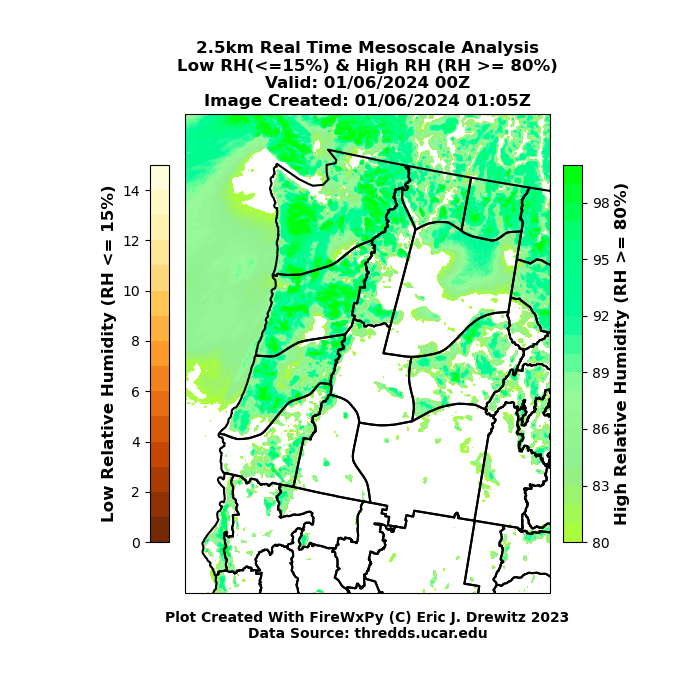 2.5km Real Time Mesoscale Analysis
Low RH(<=15%) & High RH (RH >= 80%)
Valid: 01/06/2024 00Z
Image Created: 01/06/2024 01:05Z
Low Relative Humidity (RH <= 15%)
14
12
10
8
6
4
2
0
98
95
92
89
86
83
80
High Relative Humidity (RH >= 80%)
Plot Created With FireWxPy (C) Eric J. Drewitz 2023
Data Source: thredds.ucar.edu